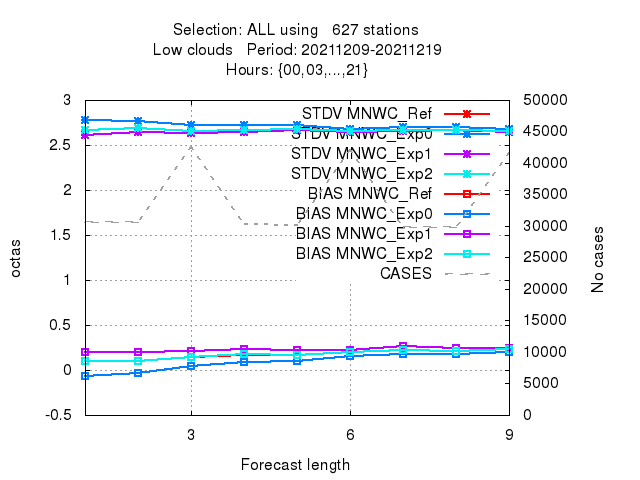 Selection: ALL using 627 stations
Low clouds Period: 20211209-20211219
Hours: {00,03,...,21}
3 50000
2.5 45000
2 40000
1.5 35000
1 30000
0.5 25000
0 20000
-0.5 15000
10000
5000
0
STDV MNWC_Ref
STDV MNWC_Exp0
STDV MNWC_Exp1
STDV MNWC_Exp2
BIAS MNWC_Ref
BIAS MNWC_Exp0
BIAS MNWC_Exp1
BIAS MNWC_Exp2
CASES
octas
No cases
3 6 9
Forecast length